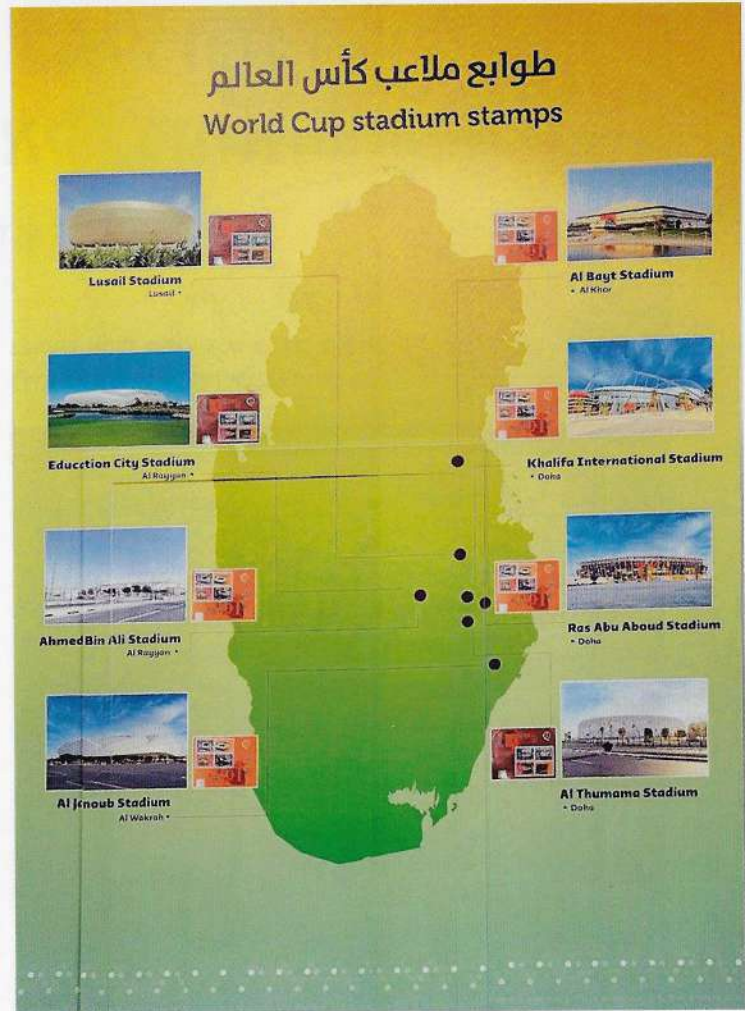 طوابع ملاعب كأس العالم
World Cup stadium stamps
Lusail Stadium
Lusail •
Al Bayt Stadium
• Al Khor
Education City Stadium
Al Rayyan •
Khalifa International Stadium
• Doha
Ahmed Bin Ali Stadium
Al Rayyan •
Ras Abu Aboud Stadium
• Doha
Al Janoub Stadium
Al Wakrah •
Al Thumama Stadium
• Doha